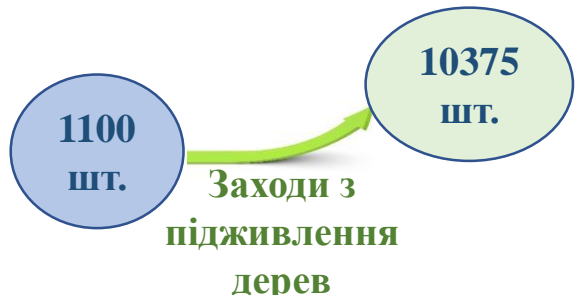 1100
шт.
10375
шт.
Заходи з
підживлення
дерев